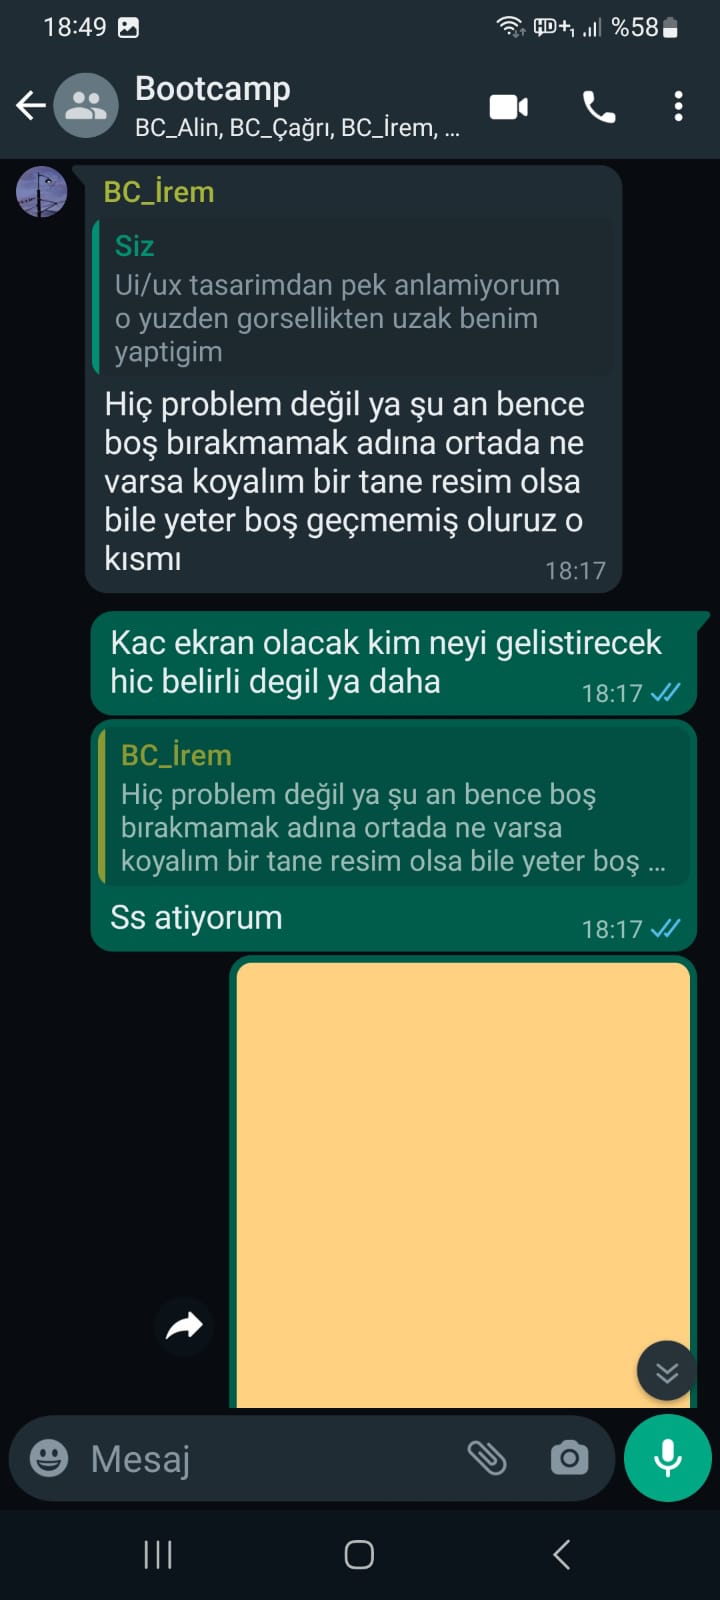 18:49
%58
Bootcamp
BC_Alin, BC_Çağrı, BC_İrem, ...
BC_İrem
Siz
Ui/ux tasarimdan pek anlamiyorum
o yuzden gorsellikten uzak benim
yaptigim
Hiç problem değil ya şu an bence
boş bırakmamak adına ortada ne
varsa koyalım bir tane resim olsa
bile yeter boş geçmemiş oluruz o
kısmı
18:17
Kac ekran olacak kim neyi gelistirecek
hic belirli degil ya daha
18:17
BC_İrem
Hiç problem değil ya şu an bence boş
bırakmamak adına ortada ne varsa
koyalım bir tane resim olsa bile yeter boş ...
Ss atiyorum
18:17
Mesaj